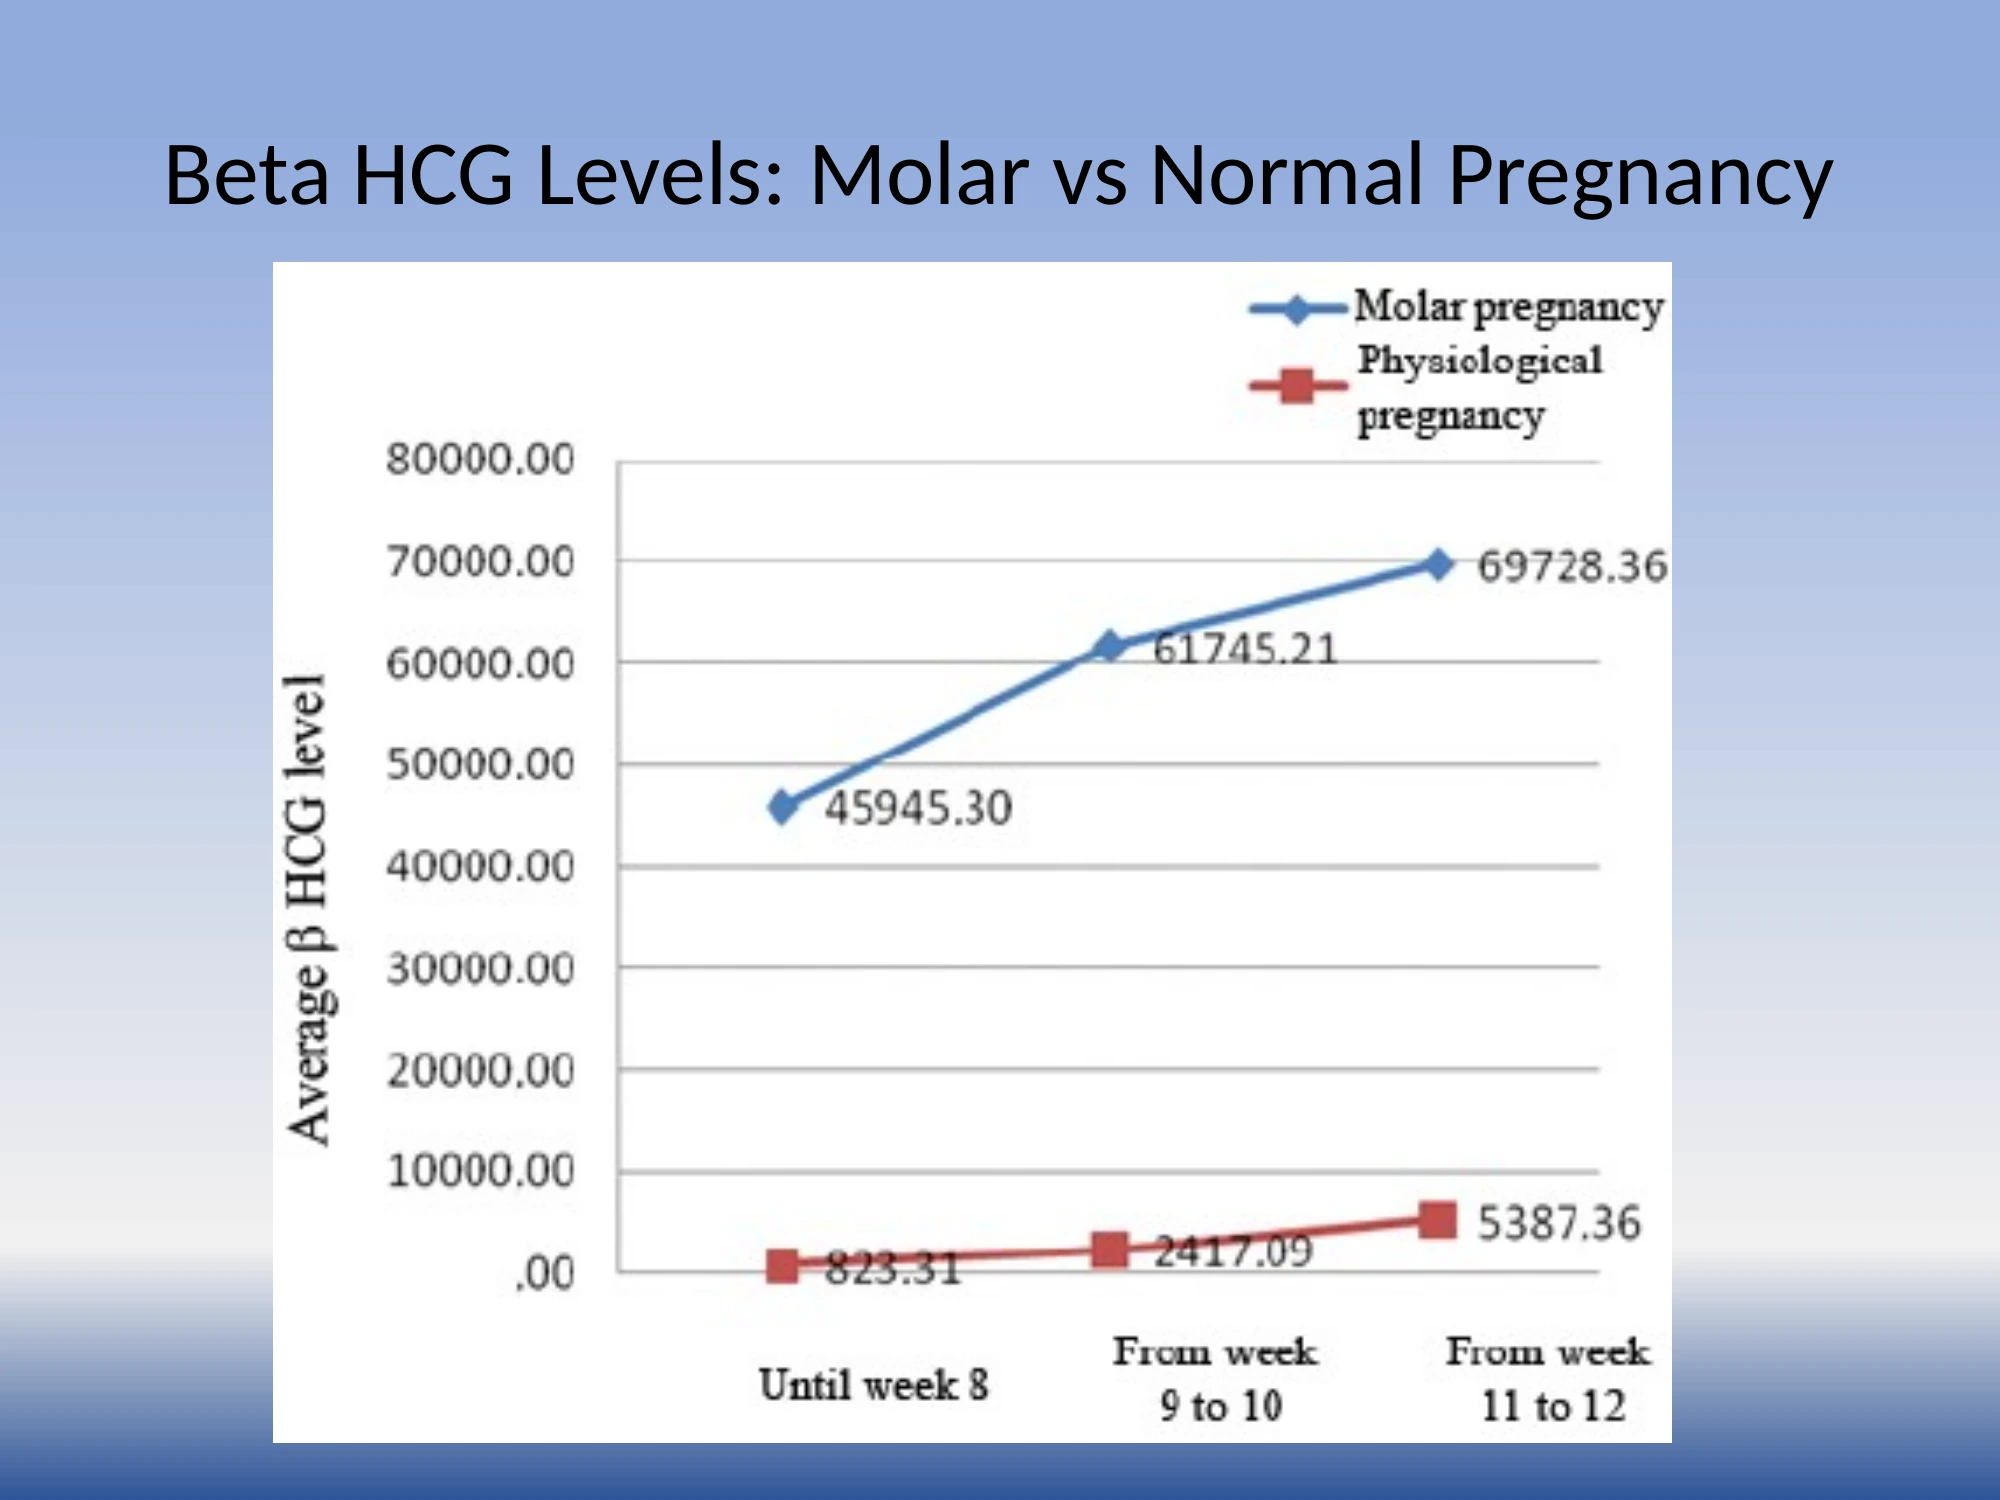 Beta HCG Levels: Molar vs Normal Pregnancy
Molar pregnancy
Physiological
pregnancy
80000.00
70000.00
60000.00
50000.00
40000.00
30000.00
20000.00
10000.00
.00
Average β HCG level
69728.36
61745.21
45945.30
823.31
2417.09
5387.36
Until week 8
From week
9 to 10
From week
11 to 12